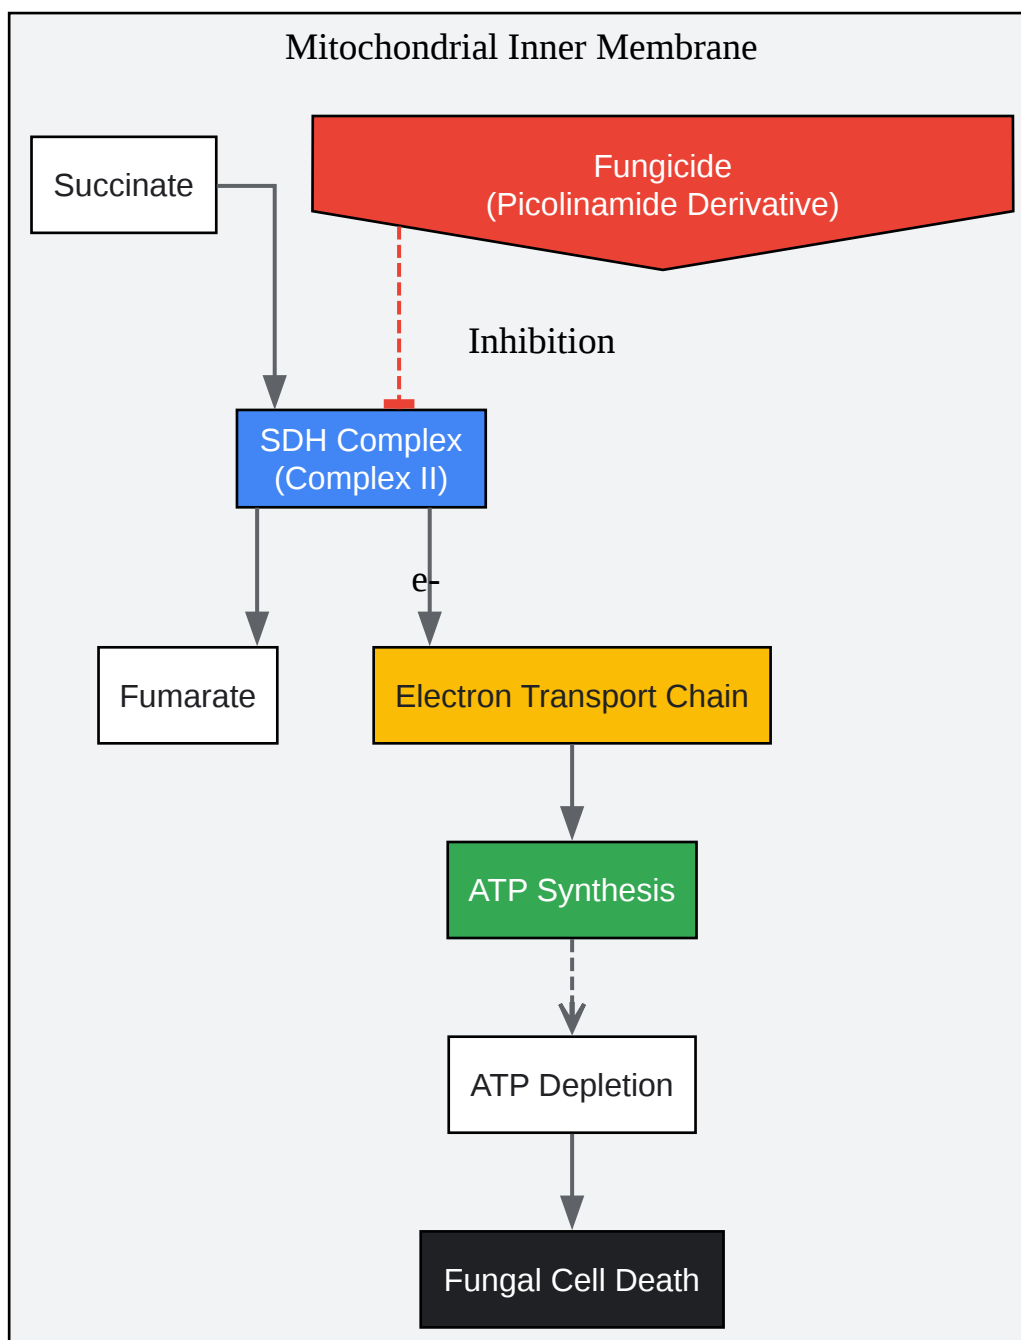 Mitochondrial Inner Membrane
Succinate
Fungicide
(Picolinamide Derivative)
Inhibition
SDH Complex
(Complex II)
e-
Fumarate
Electron Transport Chain
ATP Synthesis
ATP Depletion
Fungal Cell Death